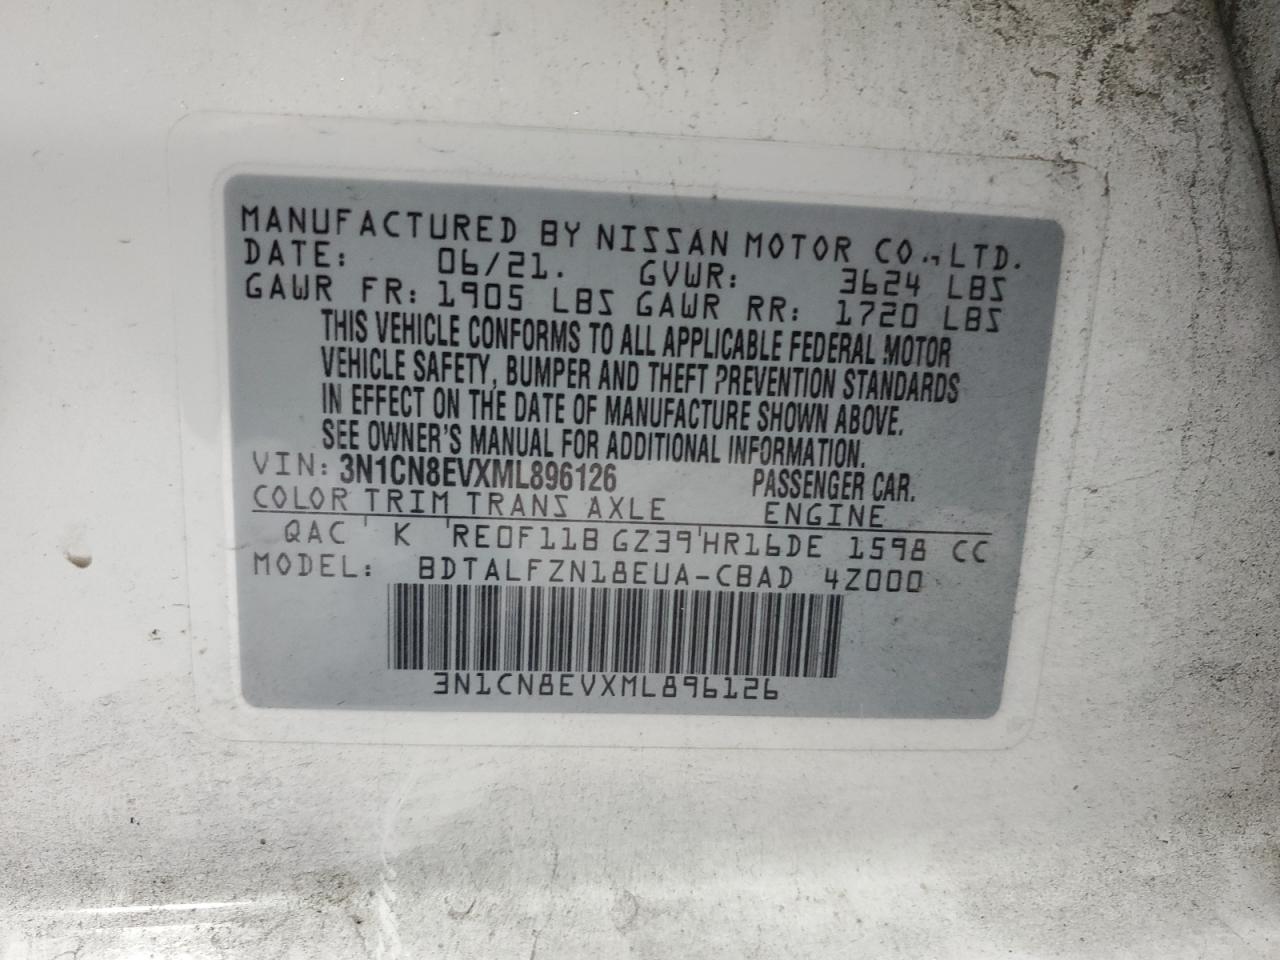 MANUFACTURED BY NISSAN MOTOR CO., LTD.
DATE: 06/21. GVWR: 3624 LBS
GAWR FR: 1905 LBS GAWR RR: 1720 LBS
THIS VEHICLE CONFORMS TO ALL APPLICABLE FEDERAL MOTOR
VEHICLE SAFETY, BUMPER AND THEFT PREVENTION STANDARDS
IN EFFECT ON THE DATE OF MANUFACTURE SHOWN ABOVE.
SEE OWNER'S MANUAL FOR ADDITIONAL INFORMATION.
VIN: 3N1CN8EVXML896126 PASSENGER CAR.
COLOR TRIM TRANS AXLE ENGINE
QAC ' K 'RE0F11B GZ39'HR16DE 1598 CC
MODEL: BDTALFZN18EUA-CBAD 4Z000
3N1CN8EVXML896126